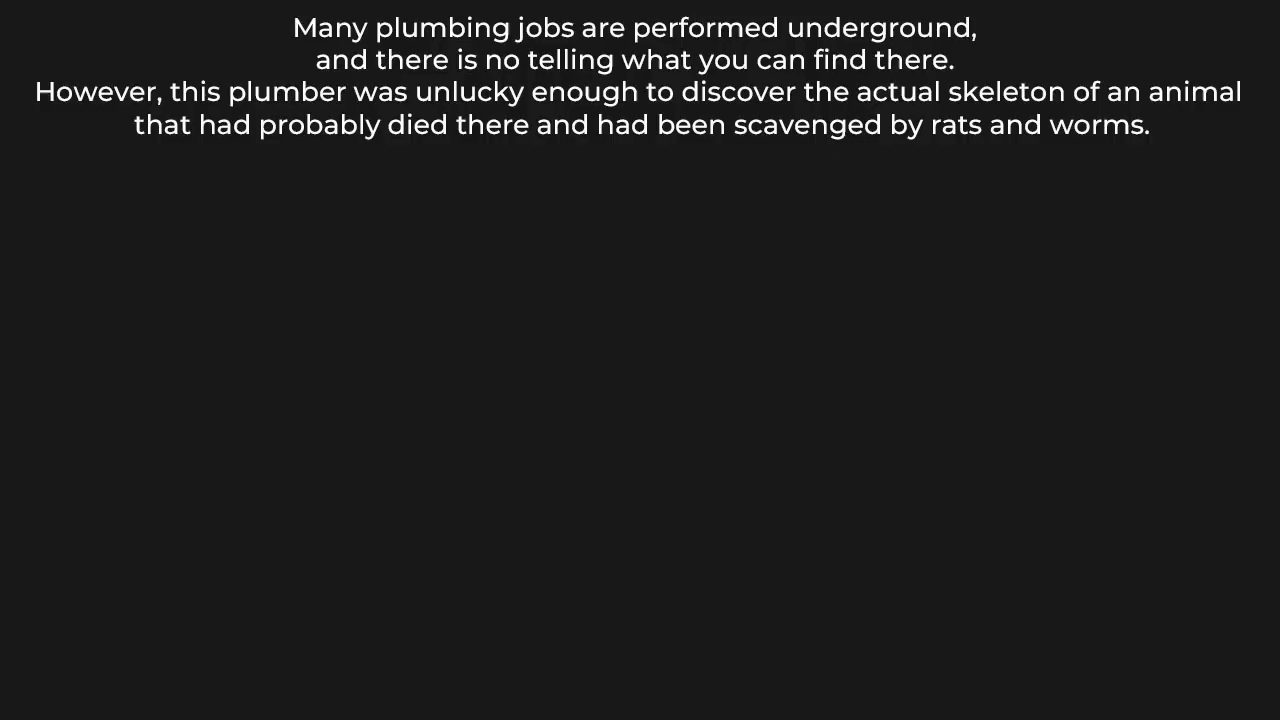 Many plumbing jobs are performed underground,
and there is no telling what you can find there.
However, this plumber was unlucky enough to discover the actual skeleton of an animal
that had probably died there and had been scavenged by rats and worms.